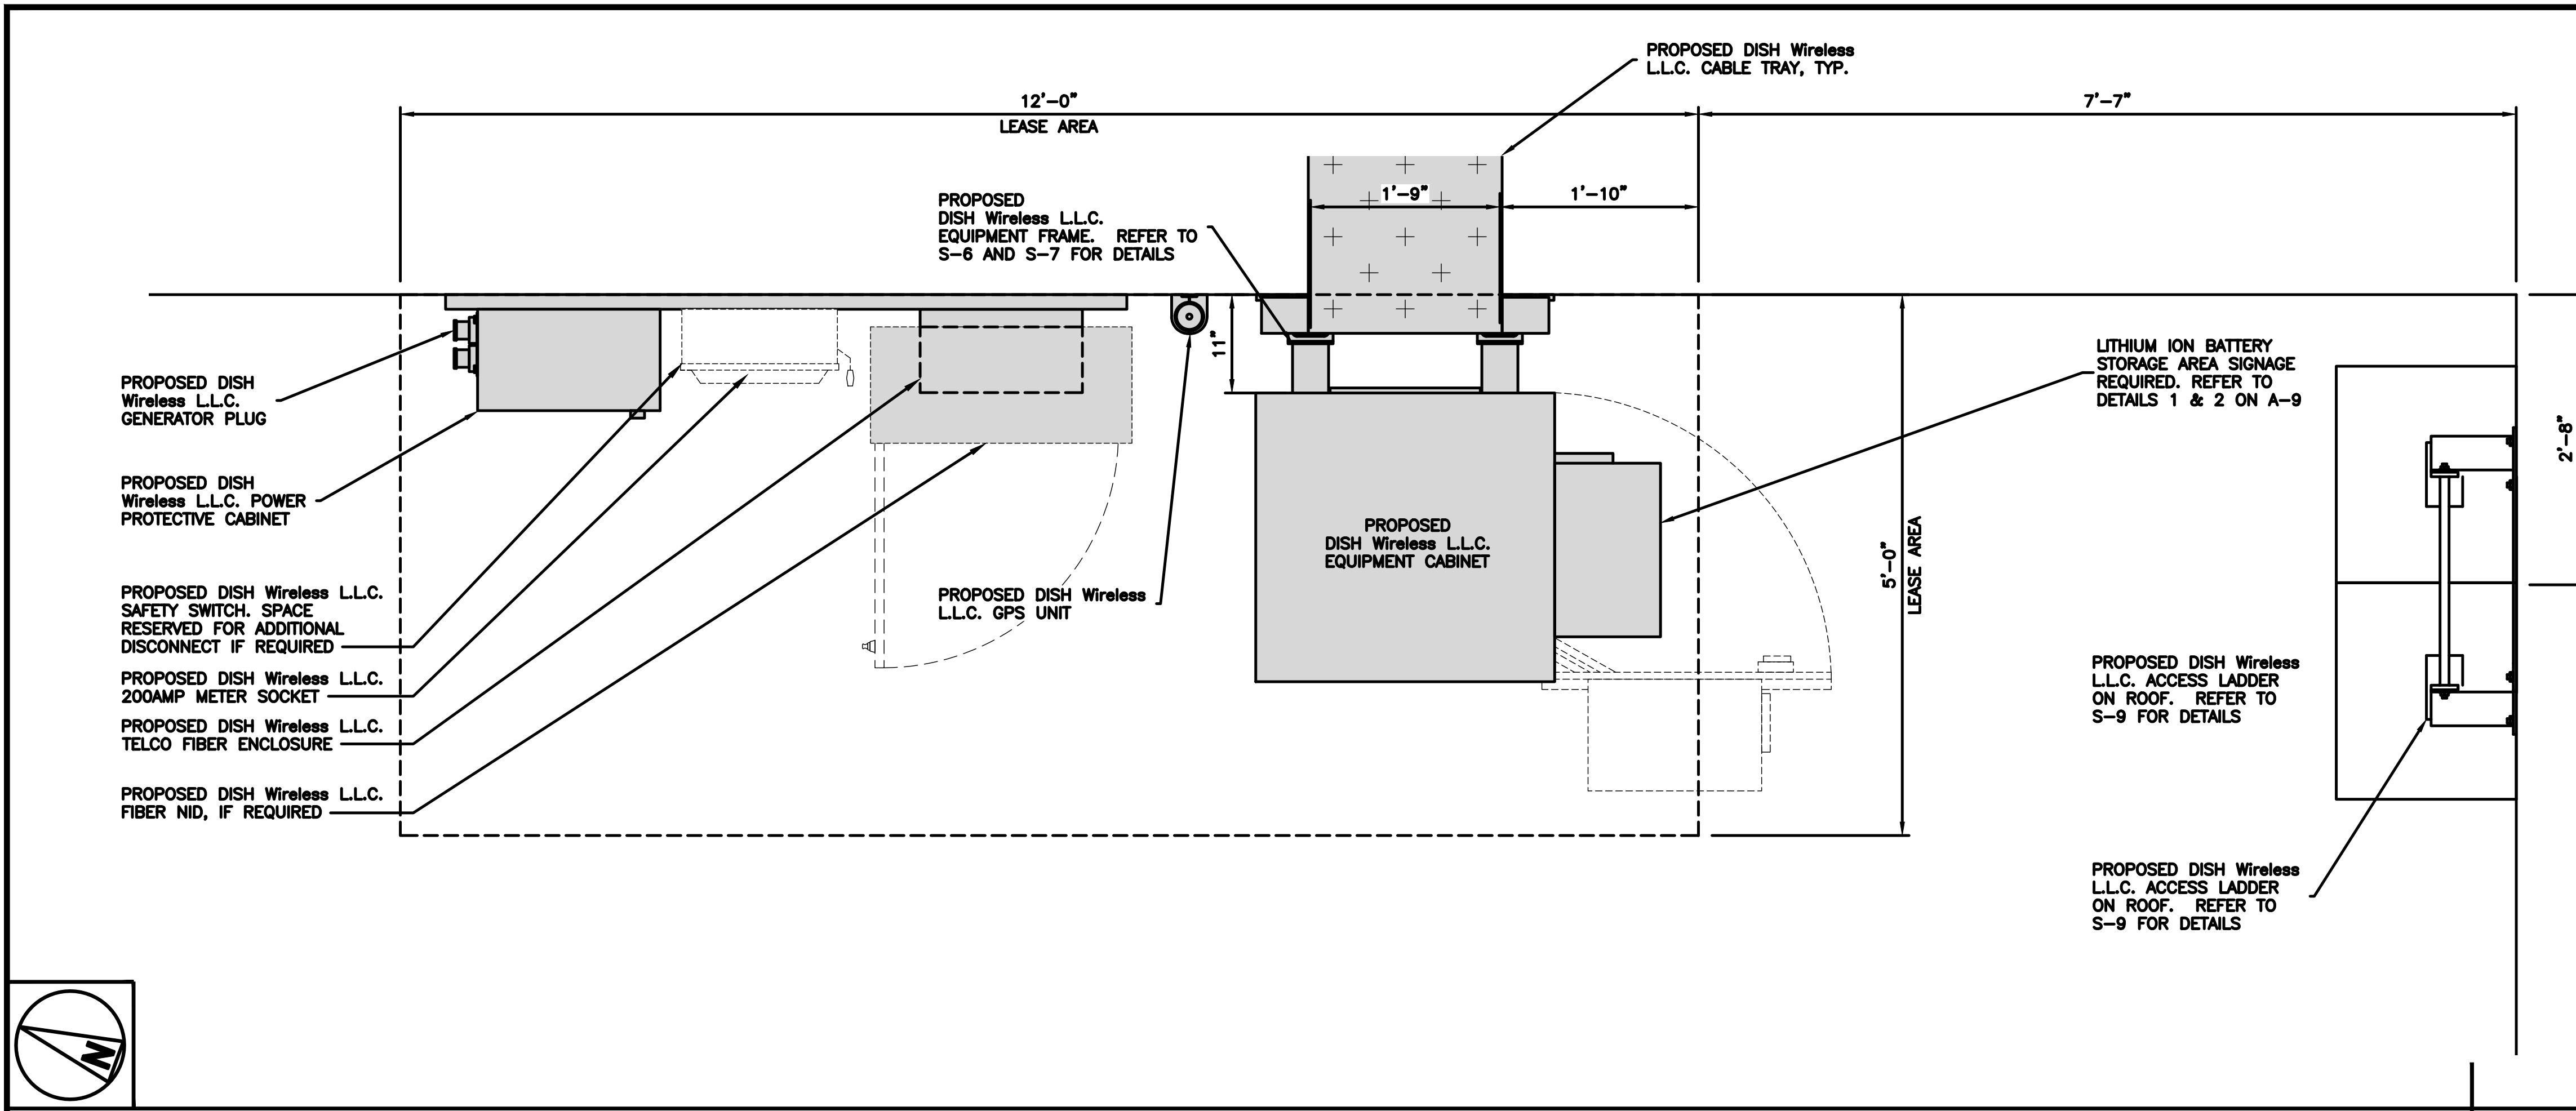 PROPOSED DISH Wireless
L.L.C. CABLE TRAY, TYP.
12'-0"
LEASE AREA
7'-7"
1'-9"
1'-10"
PROPOSED
DISH Wireless L.L.C.
EQUIPMENT FRAME. REFER TO
S-6 AND S-7 FOR DETAILS
11"
PROPOSED DISH
Wireless L.L.C.
GENERATOR PLUG
PROPOSED DISH
Wireless L.L.C. POWER
PROTECTIVE CABINET
PROPOSED DISH Wireless L.L.C.
SAFETY SWITCH. SPACE
RESERVED FOR ADDITIONAL
DISCONNECT IF REQUIRED
PROPOSED DISH Wireless L.L.C.
200AMP METER SOCKET
PROPOSED DISH Wireless L.L.C.
TELCO FIBER ENCLOSURE
PROPOSED DISH Wireless L.L.C.
FIBER NID, IF REQUIRED
PROPOSED DISH Wireless
L.L.C. GPS UNIT
PROPOSED
DISH Wireless L.L.C.
EQUIPMENT CABINET
LITHIUM ION BATTERY
STORAGE AREA SIGNAGE
REQUIRED. REFER TO
DETAILS 1 & 2 ON A-9
5'-0"
LEASE AREA
2'-8"
PROPOSED DISH Wireless
L.L.C. ACCESS LADDER
ON ROOF. REFER TO
S-9 FOR DETAILS
PROPOSED DISH Wireless
L.L.C. ACCESS LADDER
ON ROOF. REFER TO
S-9 FOR DETAILS
N